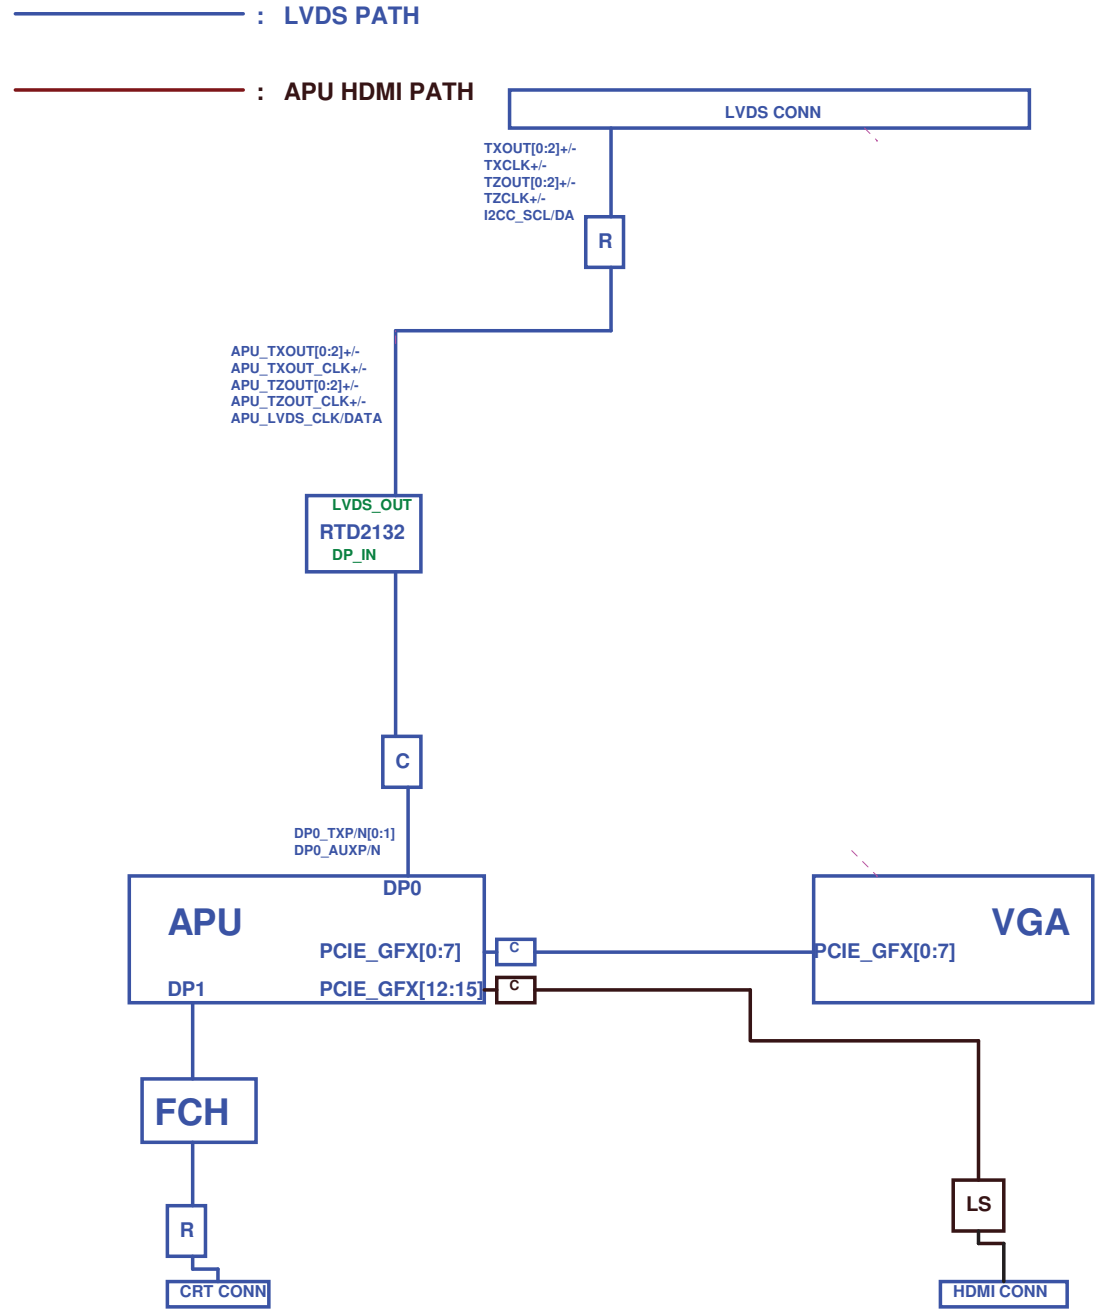 : LVDS PATH
: APU HDMI PATH
LVDS CONN
TXOUT[0:2]+/-
TXCLK+/-
TZOUT[0:2]+/-
TZCLK+/-
I2CC_SCL/DA
R
APU_TXOUT[0:2]+/-
APU_TXOUT_CLK+/-
APU_TZOUT[0:2]+/-
APU_TZOUT_CLK+/-
APU_LVDS_CLK/DATA
LVDS_OUT
RTD2132
DP_IN
C
DP0_TXP/N[0:1]
DP0_AUXP/N
DP0
APU
VGA
PCIE_GFX[0:7]
C
PCIE_GFX[0:7]
DP1
PCIE_GFX[12:15]
C
FCH
LS
R
CRT CONN
HDMI CONN